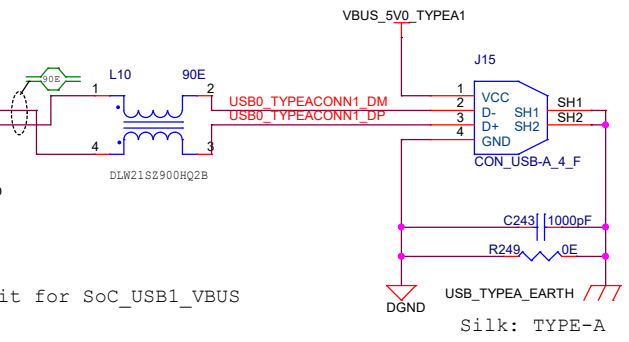 VBUS_5V0_TYPEA1
J15
90E
L10 90E
1 2
4 3
DLW21SZ900HQ2B
USB0_TYPEACONN1_DM
USB0_TYPEACONN1_DP
1 VCC
2 D- SH1 SH1
3 D+ SH2 SH2
4 GND
CON_USB-A_4_F
C243 1000pF
R249 0E
DGND
USB_TYPEA_EARTH
it for SoC_USB1_VBUS
Silk: TYPE-A